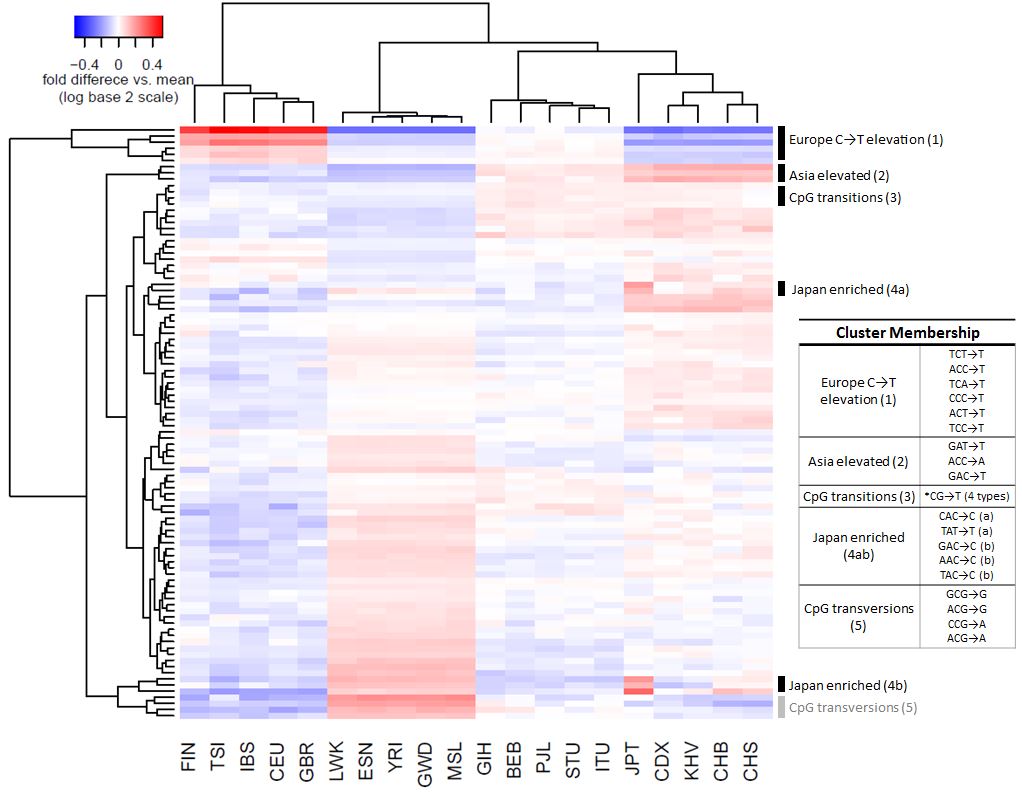 −0.4 0 0.4
fold differece vs. mean
(log base 2 scale)
Europe C→T elevation (1)
Asia elevated (2)
CpG transitions (3)
Japan enriched (4a)
Cluster Membership
Europe C→T
elevation (1)
TCT→T
ACC→T
TCA→T
CCC→T
ACT→T
TCC→T
Asia elevated (2)
GAT→T
ACC→A
GAC→T
CpG transitions (3)
*CG→T (4 types)
Japan enriched
(4ab)
CAC→C (a)
TAT→T (a)
GAC→C (b)
AAC→C (b)
TAC→C (b)
CpG transversions
(5)
GCG→G
ACG→G
CCG→A
ACG→A
Japan enriched (4b)
CpG transversions (5)
FIN TSI IBS CEU GBR LWK ESN YRI GWD MSL GIH BEB PJL STU ITU JPT CDX KHV CHB CHS